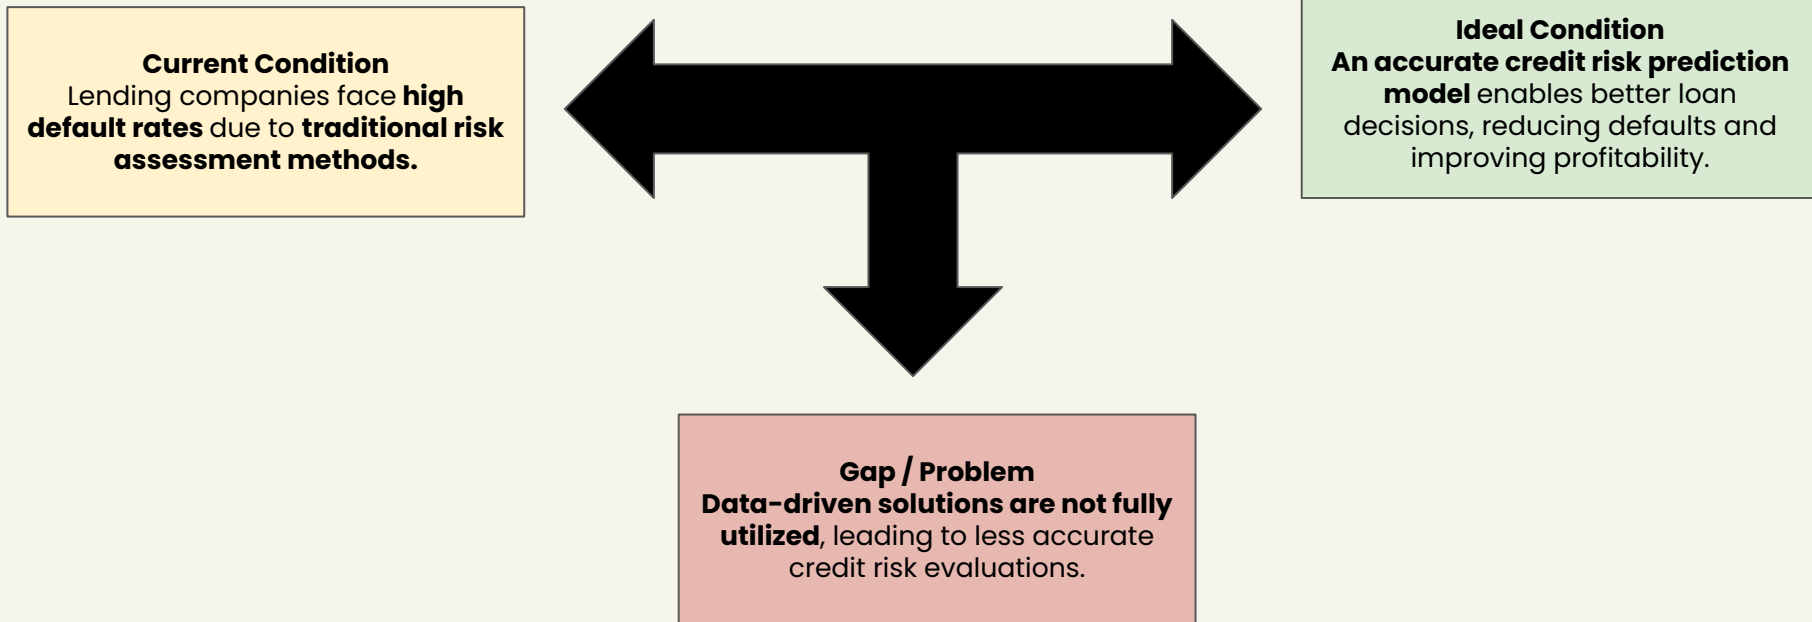 Current Condition
Lending companies face high
default rates due to traditional risk
assessment methods.
Ideal Condition
An accurate credit risk prediction
model enables better loan
decisions, reducing defaults and
improving profitability.
Gap / Problem
Data-driven solutions are not fully
utilized, leading to less accurate
credit risk evaluations.